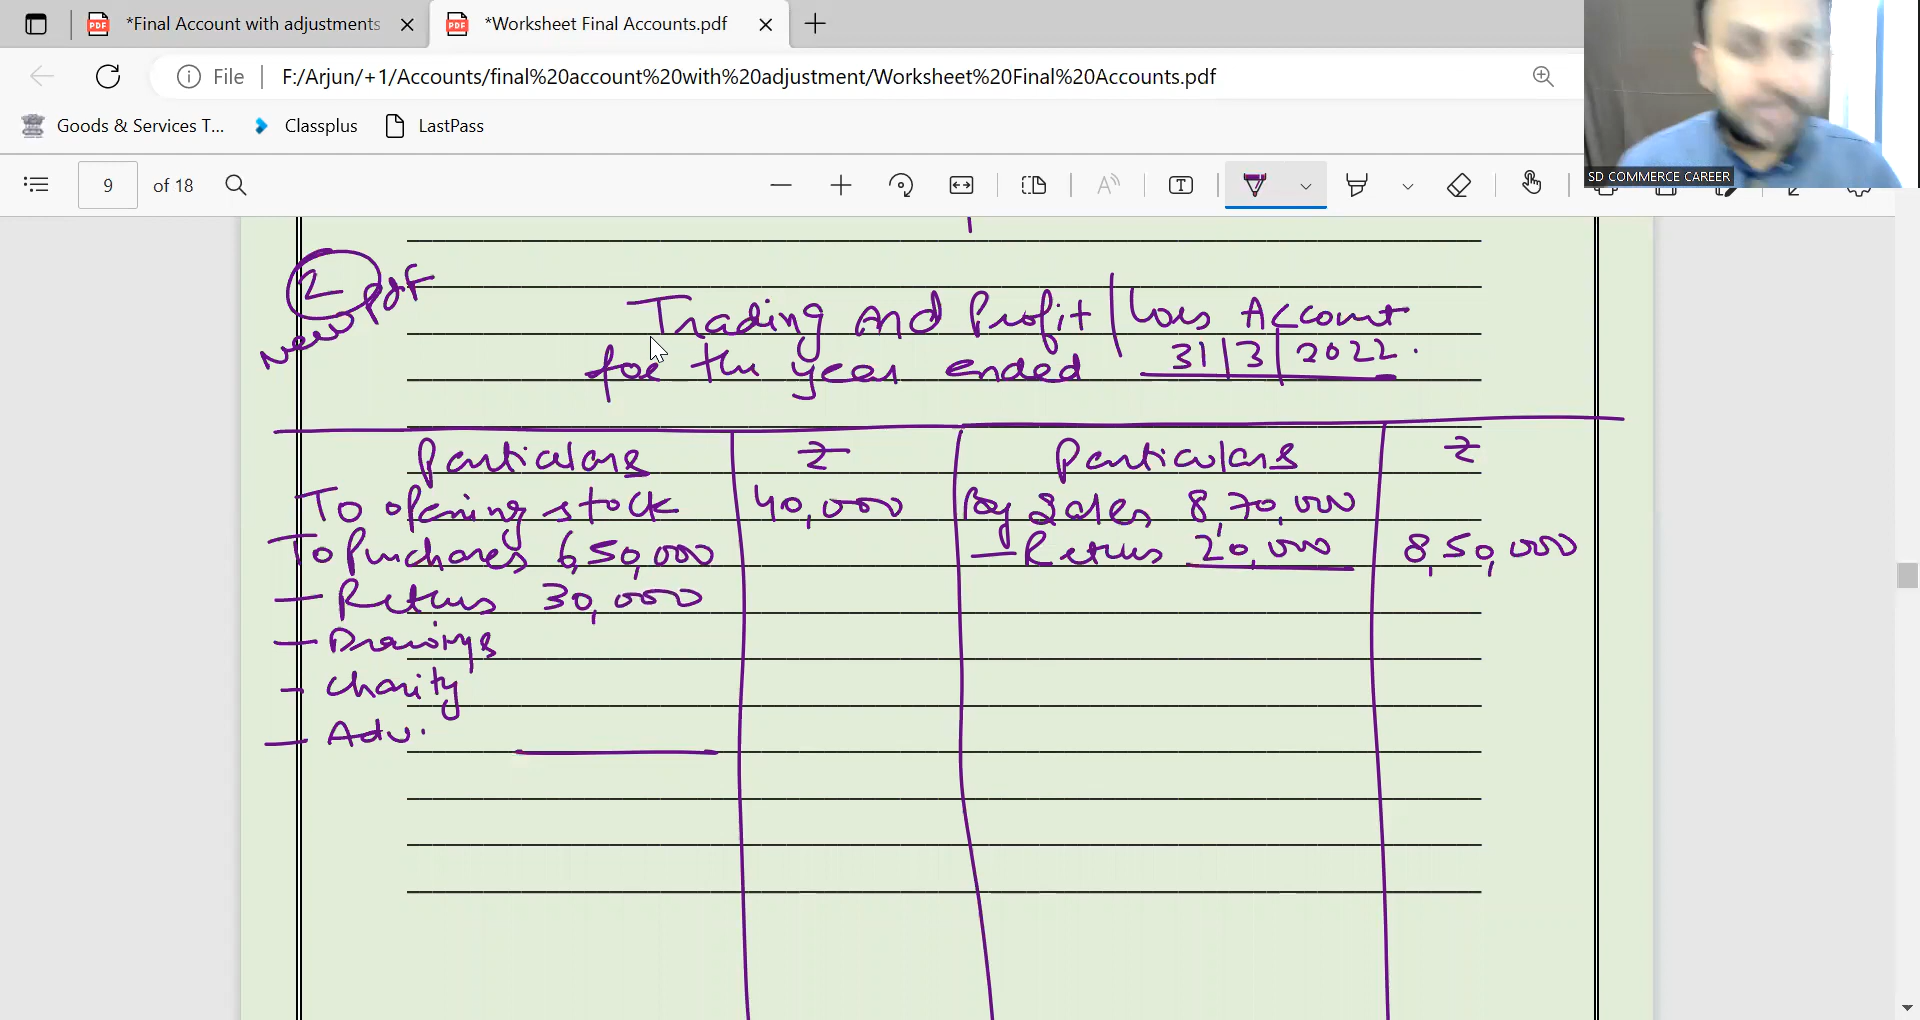 *Final Account with adjustments
*Worksheet Final Accounts.pdf
File
F:/Arjun/+1/Accounts/final%20account%20with%20adjustment/Worksheet%20Final%20Accounts.pdf
Goods & Services T...
Classplus
LastPass
9
of 18
SD COMMERCE CAREER
2
New pdf
Trading And Profit | Loss Account
for the year ended 31|3|2022.
Particulars ₹ Particulars ₹
To opening stock 40,000 By Sales 8,70,000
To Purchases 6,50,000 — Returns 20,000 8,50,000
— Returns 30,000
— Drawings
— Charity
— Adv.